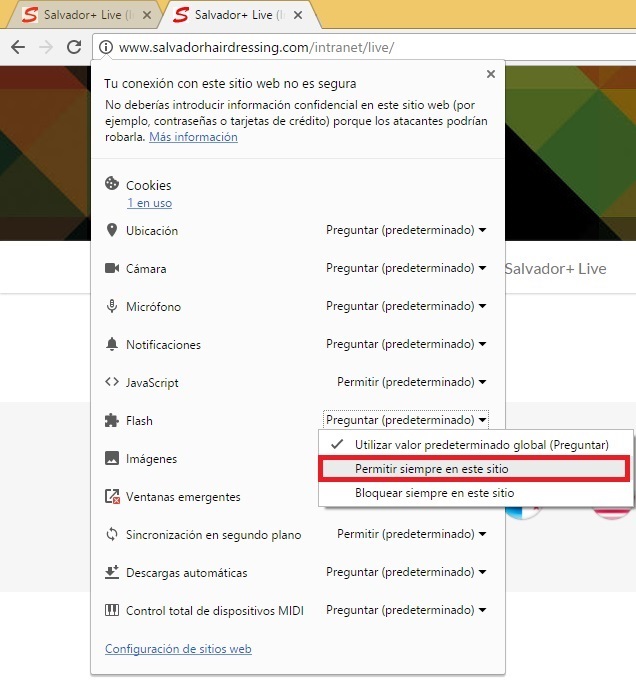 Salvador+ Live (I
Salvador+ Live (In
www.salvadorhairdressing.com/intranet/live/
Tu conexión con este sitio web no es segura
No deberías introducir información confidencial en este sitio web (por
ejemplo, contraseñas o tarjetas de crédito) porque los atacantes podrían
robarla. Más información
Cookies
1 en uso
Ubicación Preguntar (predeterminado)
Cámara Preguntar (predeterminado)
Salvador+ Live
Micrófono Preguntar (predeterminado)
Notificaciones Preguntar (predeterminado)
JavaScript Permitir (predeterminado)
Flash Preguntar (predeterminado)
Utilizar valor predeterminado global (Preguntar)
Imágenes
Permitir siempre en este sitio
Ventanas emergentes
Bloquear siempre en este sitio
Sincronización en segundo plano Permitir (predeterminado)
Descargas automáticas Preguntar (predeterminado)
Control total de dispositivos MIDI Preguntar (predeterminado)
Configuración de sitios web